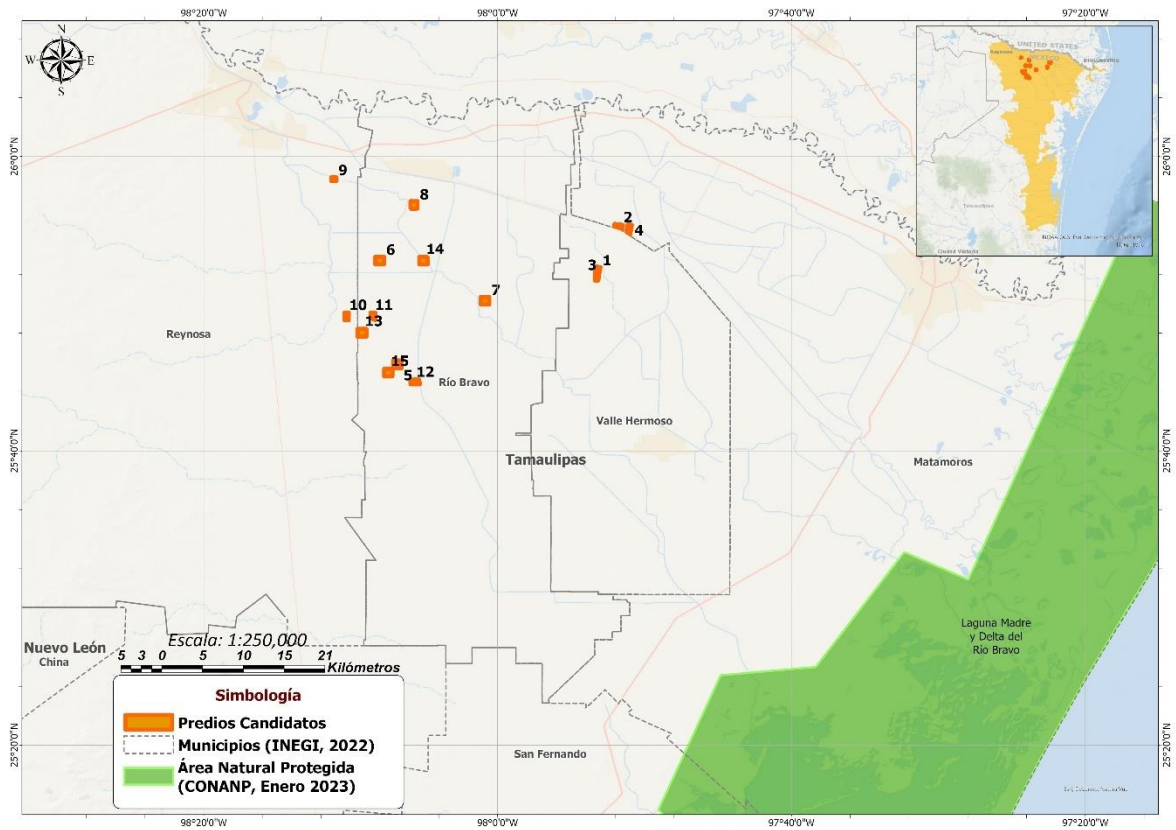 98°20'0"W
98°0'0"W
97°40'0"W
97°20'0"W
N
W E
S
UNITED STATES
MEXICO
Reynosa
Tamaulipas
Ciudad Victoria
26°0'0"N
26°0'0"N
9
8
2
4
6
14
3 1
7
10 11
13
Reynosa
15
5 12
Río Bravo
Valle Hermoso
25°40'0"N
Tamaulipas
Matamoros
25°40'0"N
Laguna Madre
y Delta del
Río Bravo
Nuevo León
China
Escala: 1:250,000
5 3 0 5 10 15 21
Kilómetros
Simbología
Predios Candidatos
Municipios (INEGI, 2022)
Área Natural Protegida
(CONANP, Enero 2023)
San Fernando
25°20'0"N
25°20'0"N
98°20'0"W
98°0'0"W
97°40'0"W
97°20'0"W